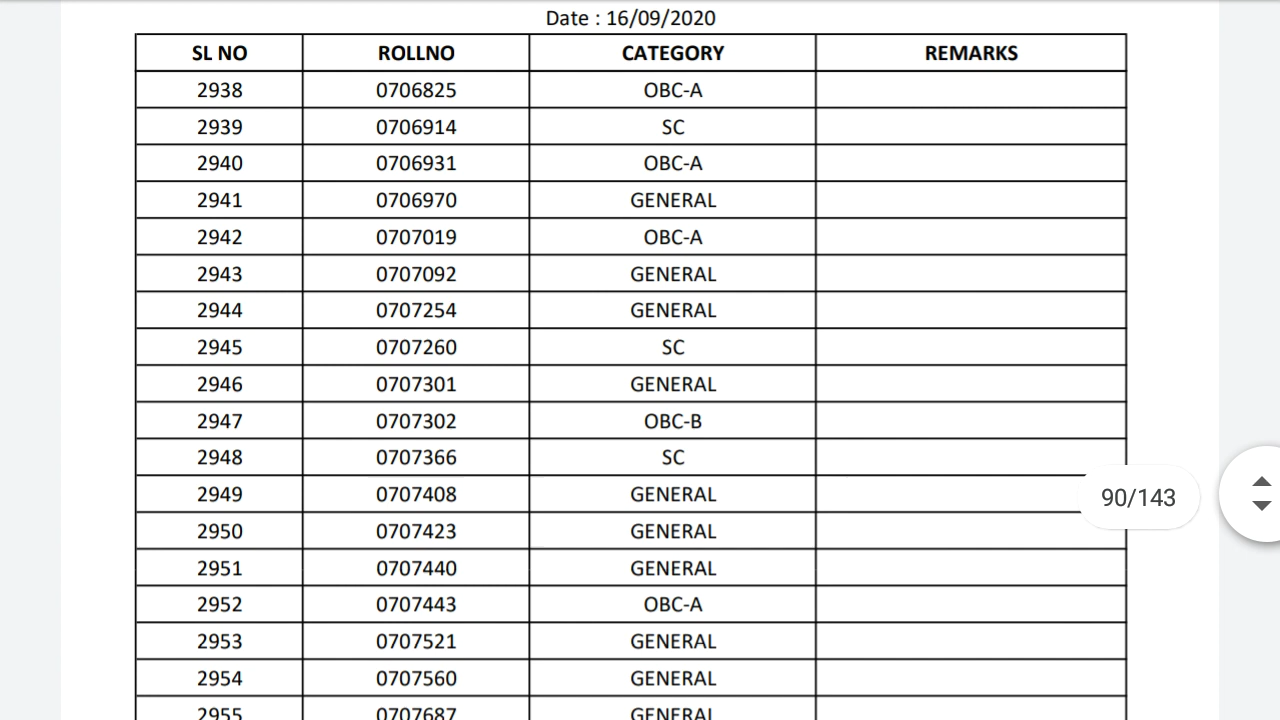 Date : 16/09/2020
SL NO ROLLNO CATEGORY REMARKS
2938 0706825 OBC-A
2939 0706914 SC
2940 0706931 OBC-A
2941 0706970 GENERAL
2942 0707019 OBC-A
2943 0707092 GENERAL
2944 0707254 GENERAL
2945 0707260 SC
2946 0707301 GENERAL
2947 0707302 OBC-B
2948 0707366 SC
2949 0707408 GENERAL
90/143
2950 0707423 GENERAL
2951 0707440 GENERAL
2952 0707443 OBC-A
2953 0707521 GENERAL
2954 0707560 GENERAL
2955 0707687 GENERAL